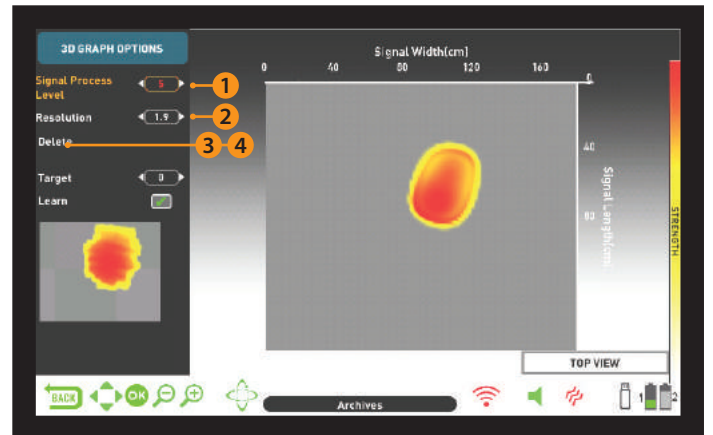 3D GRAPH OPTIONS
Signal Process
Level
5
1
Resolution
1.9
2
Delete
3
4
Target
0
Learn
Signal Width[cm]
0 40 80 120 160
0
40
80
Signal Length[cm]
STRENGTH
TOP VIEW
BACK
OK
Archives
1
2